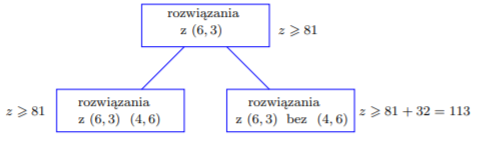 rozwiązania
z (6, 3)
z ⩾ 81
z ⩾ 81
rozwiązania
z (6, 3) (4, 6)
rozwiązania
z (6, 3) bez (4, 6)
z ⩾ 81 + 32 = 113